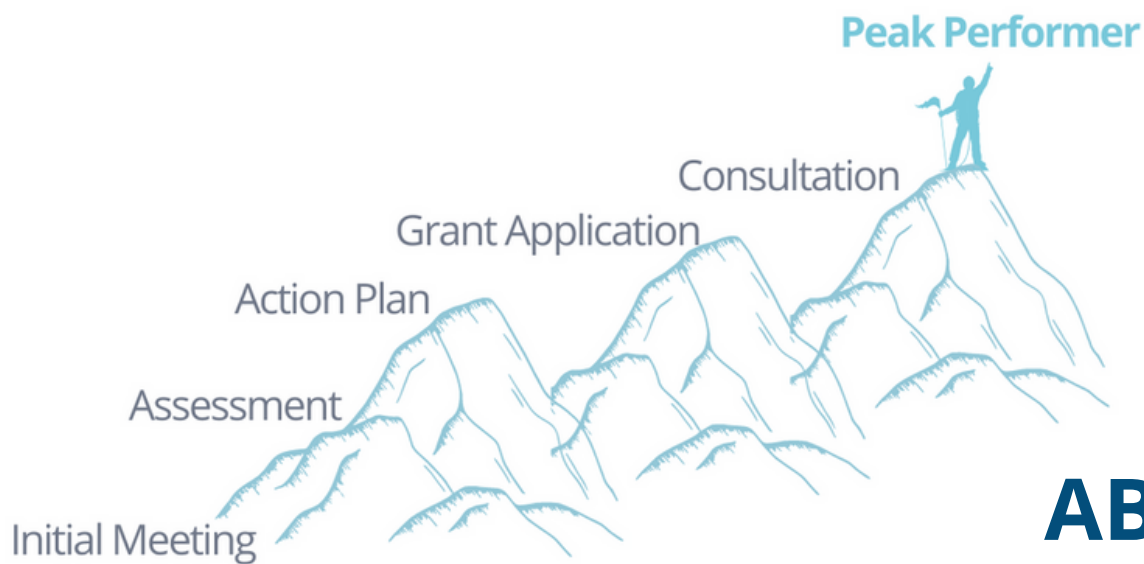 Peak Performer
Consultation
Grant Application
Action Plan
Assessment
Initial Meeting
AB